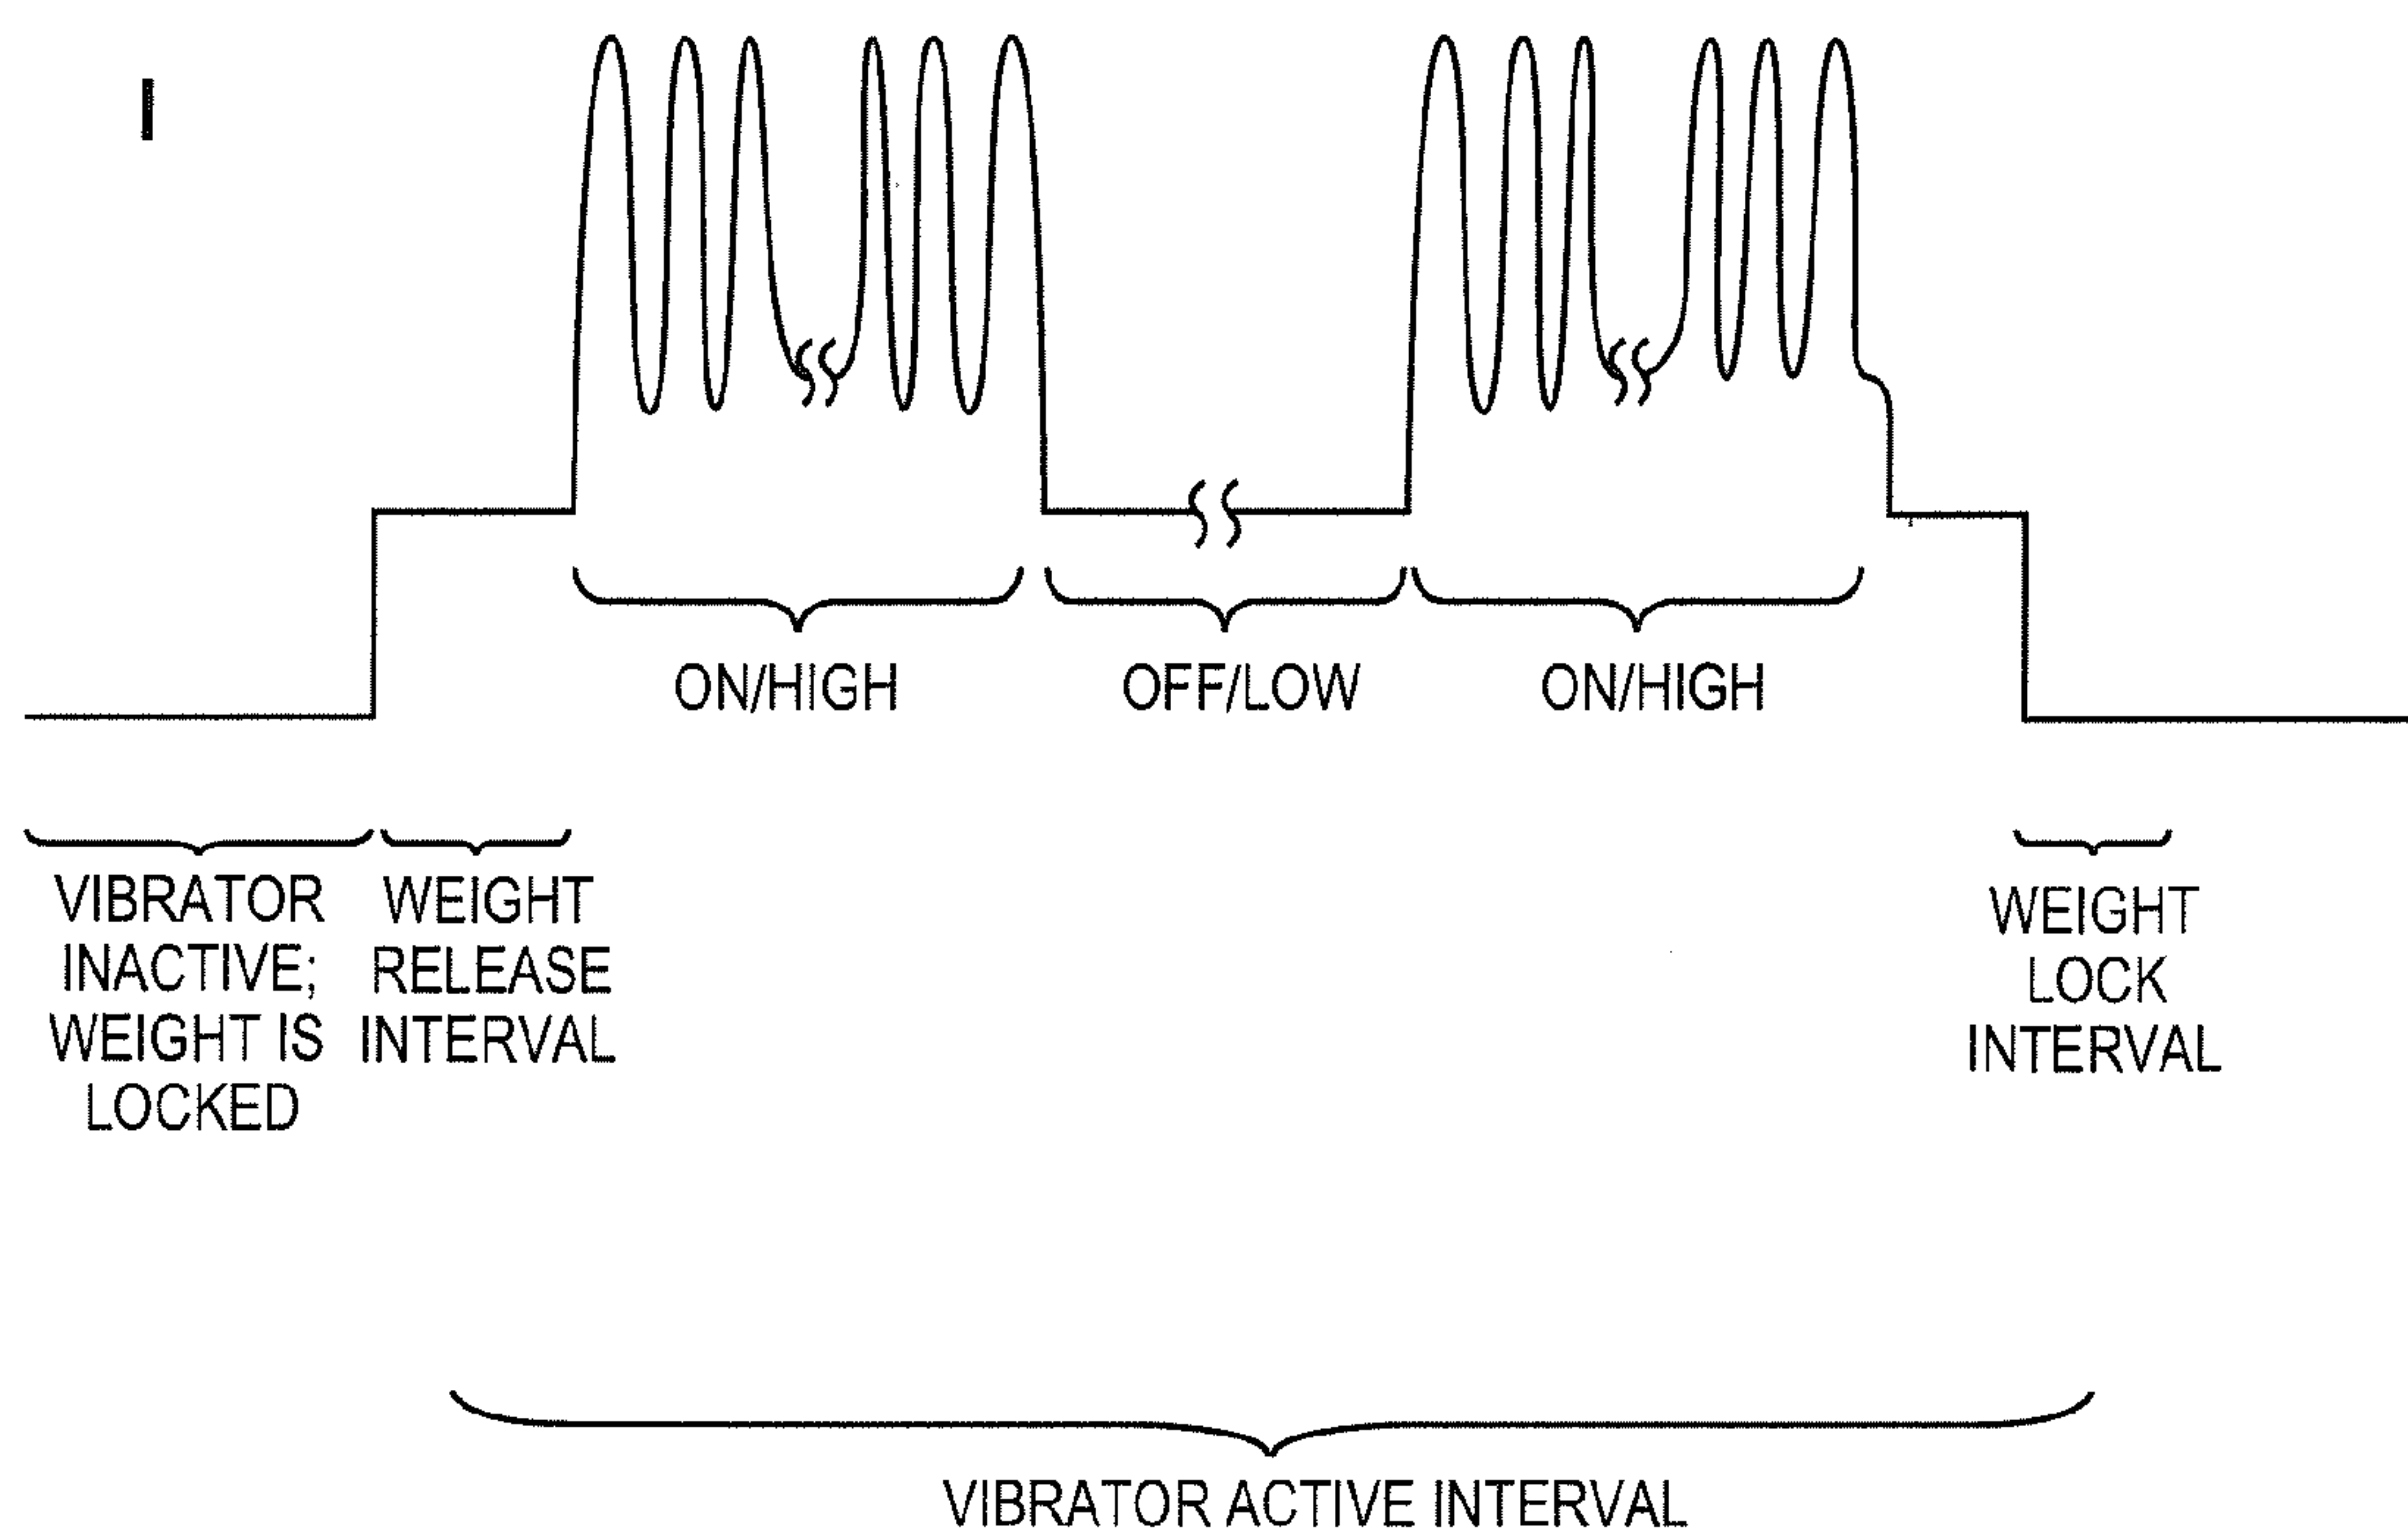 I
ON/HIGH
OFF/LOW
ON/HIGH
VIBRATOR
INACTIVE;
WEIGHT IS
LOCKED
WEIGHT
RELEASE
INTERVAL
WEIGHT
LOCK
INTERVAL
VIBRATOR ACTIVE INTERVAL